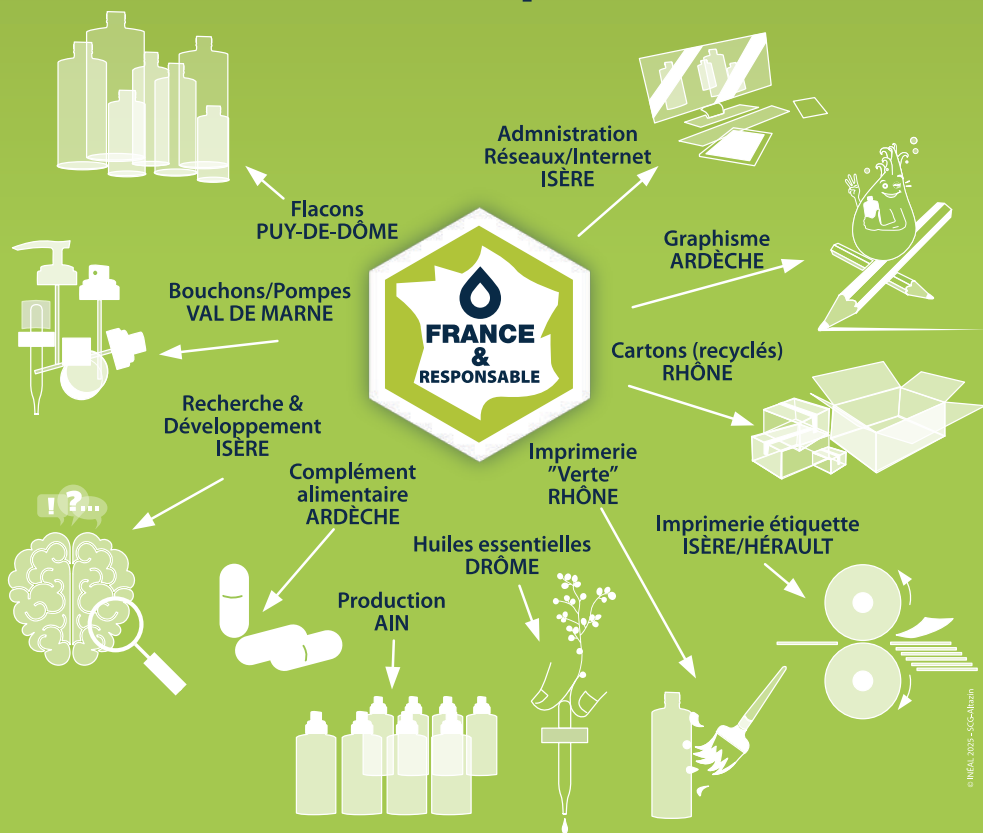 Admnistration
Réseaux/Internet
ISÈRE
Flacons
PUY-DE-DÔME
Graphisme
ARDÈCHE
Bouchons/Pompes
VAL DE MARNE
FRANCE
&
RESPONSABLE
Cartons (recyclés)
RHÔNE
Recherche &
Développement
ISÈRE
Complément
alimentaire
ARDÈCHE
Imprimerie
”Verte”
RHÔNE
Huiles essentielles
DRÔME
Imprimerie étiquette
ISÈRE/HÉRAULT
Production
AIN
! ?...
© INÉAL 2025 - SCG-Altazin